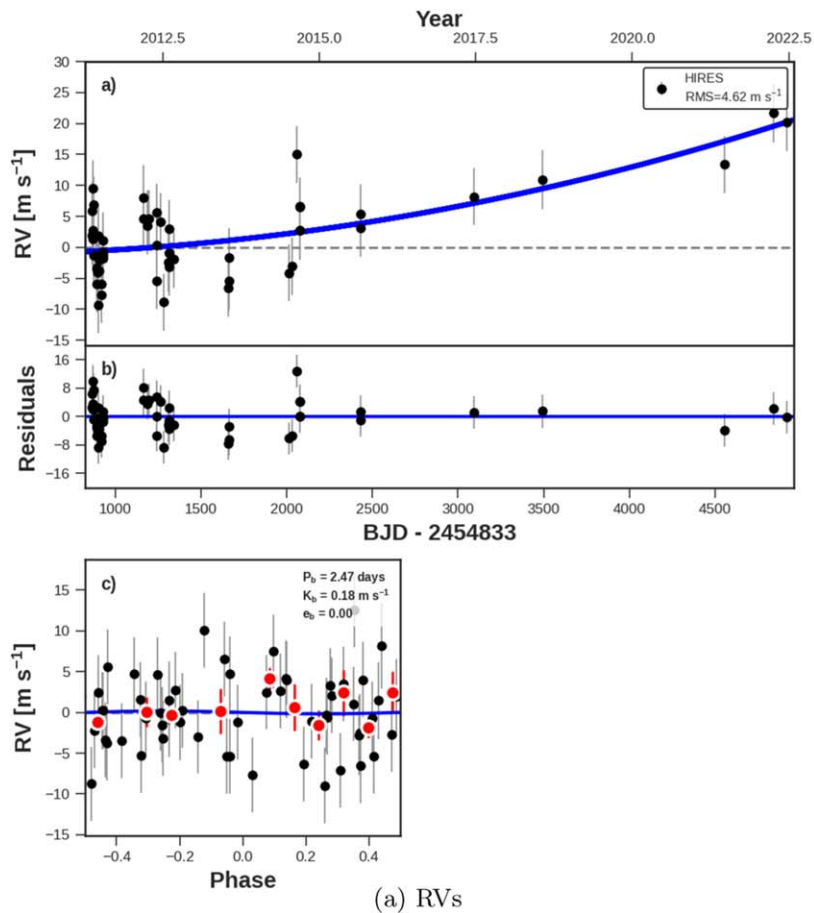 Year
2012.5 2015.0 2017.5 2020.0 2022.5
a)
HIRES
RMS=4.62 m s⁻¹
RV [m s⁻¹]
30
25
20
15
10
5
0
−5
−10
−15
b)
Residuals
16
8
0
−8
−16
1000 1500 2000 2500 3000 3500 4000 4500
BJD - 2454833
c)
P_b = 2.47 days
K_b = 0.18 m s⁻¹
e_b = 0.00
RV [m s⁻¹]
15
10
5
0
−5
−10
−15
−0.4 −0.2 0.0 0.2 0.4
Phase
(a) RVs